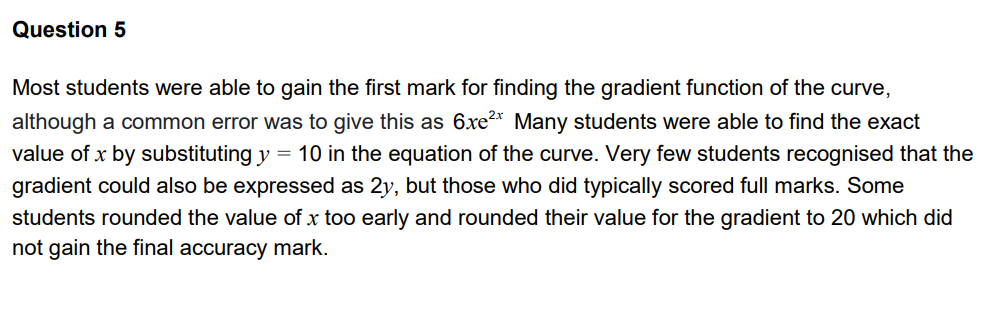 Question 5
Most students were able to gain the first mark for finding the gradient function of the curve,
although a common error was to give this as 6xe²ˣ Many students were able to find the exact
value of x by substituting y = 10 in the equation of the curve. Very few students recognised that the
gradient could also be expressed as 2y, but those who did typically scored full marks. Some
students rounded the value of x too early and rounded their value for the gradient to 20 which did
not gain the final accuracy mark.